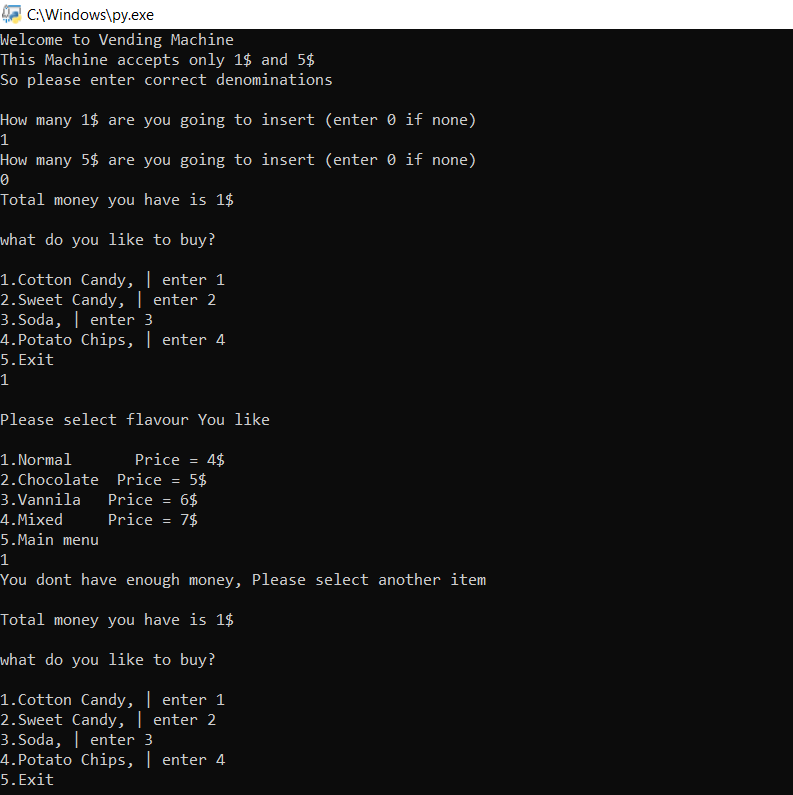 C:\Windows\py.exe
Welcome to Vending Machine
This Machine accepts only 1$ and 5$
So please enter correct denominations
How many 1$ are you going to insert (enter 0 if none)
1
How many 5$ are you going to insert (enter 0 if none)
0
Total money you have is 1$
what do you like to buy?
1.Cotton Candy, | enter 1
2.Sweet Candy, | enter 2
3.Soda, | enter 3
4.Potato Chips, | enter 4
5.Exit
1
Please select flavour You like
1.Normal       Price = 4$
2.Chocolate  Price = 5$
3.Vannila   Price = 6$
4.Mixed     Price = 7$
5.Main menu
1
You dont have enough money, Please select another item
Total money you have is 1$
what do you like to buy?
1.Cotton Candy, | enter 1
2.Sweet Candy, | enter 2
3.Soda, | enter 3
4.Potato Chips, | enter 4
5.Exit